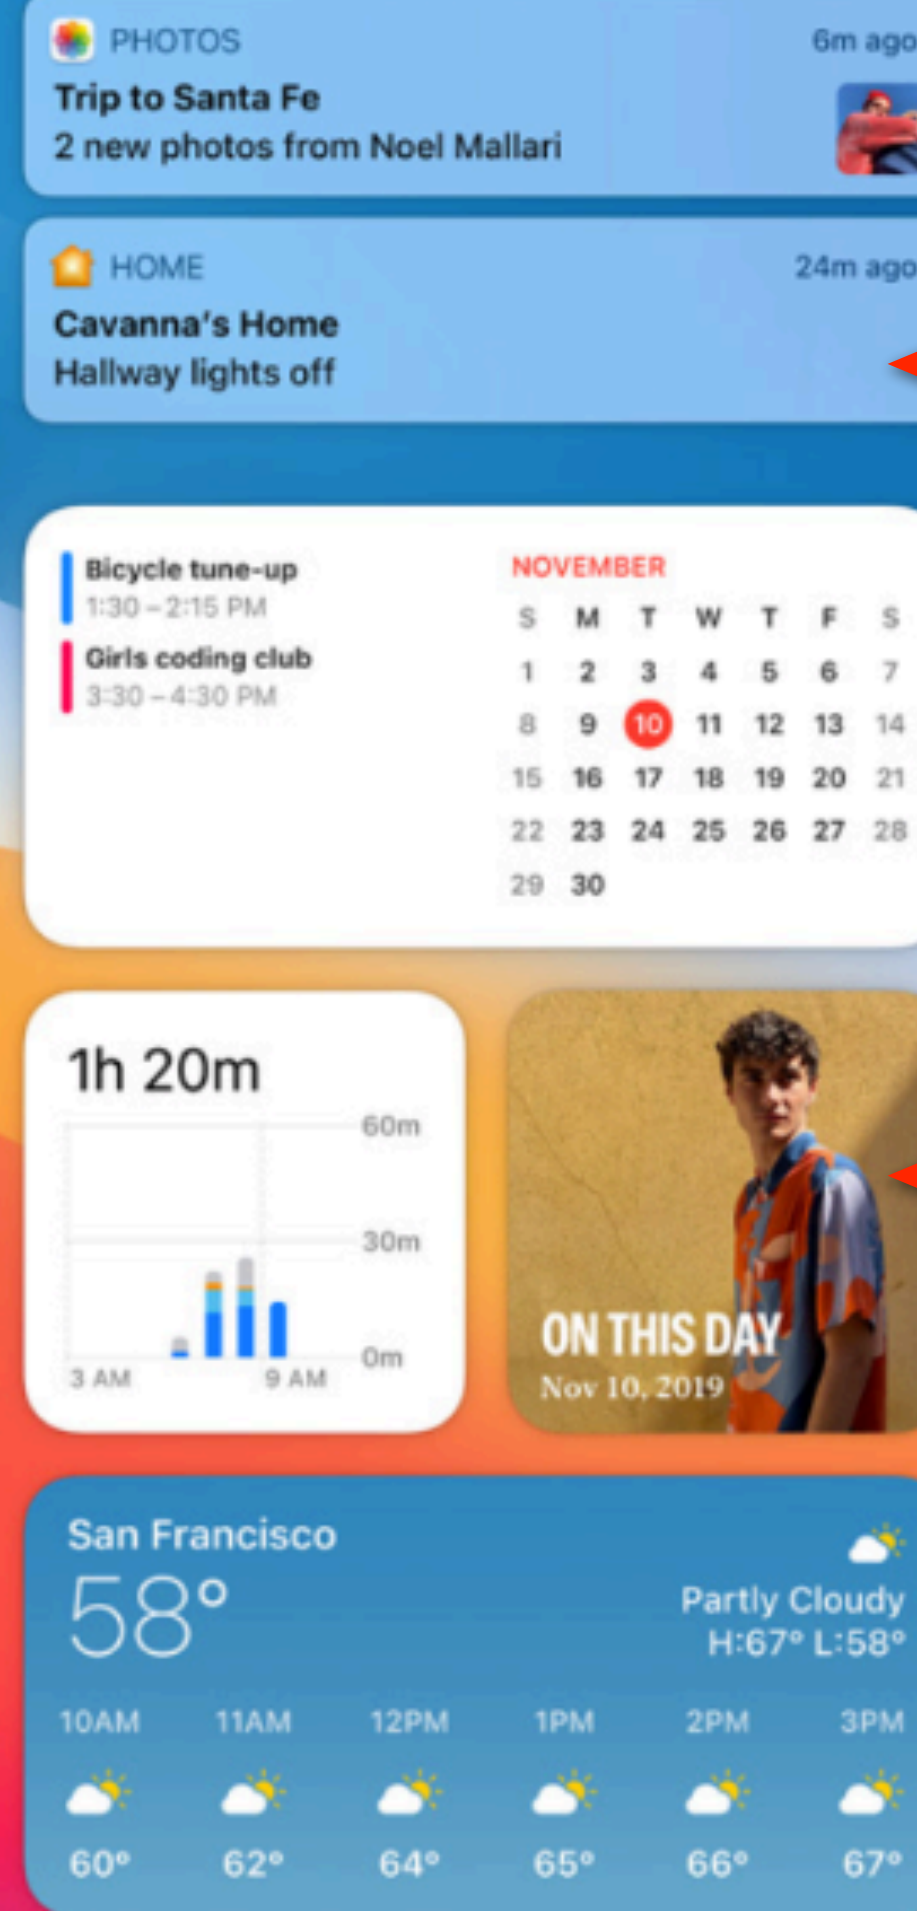 PHOTOS 6m ago
Trip to Santa Fe
2 new photos from Noel Mallari
HOME 24m ago
Cavanna's Home
Hallway lights off
Bicycle tune-up
1:30 – 2:15 PM
Girls coding club
3:30 – 4:30 PM
NOVEMBER
S M T W T F S
1 2 3 4 5 6 7
8 9 10 11 12 13 14
15 16 17 18 19 20 21
22 23 24 25 26 27 28
29 30
1h 20m
60m
30m
0m
3 AM 9 AM
ON THIS DAY
Nov 10, 2019
San Francisco
58°
Partly Cloudy
H:67° L:58°
10AM 11AM 12PM 1PM 2PM 3PM
60° 62° 64° 65° 66° 67°